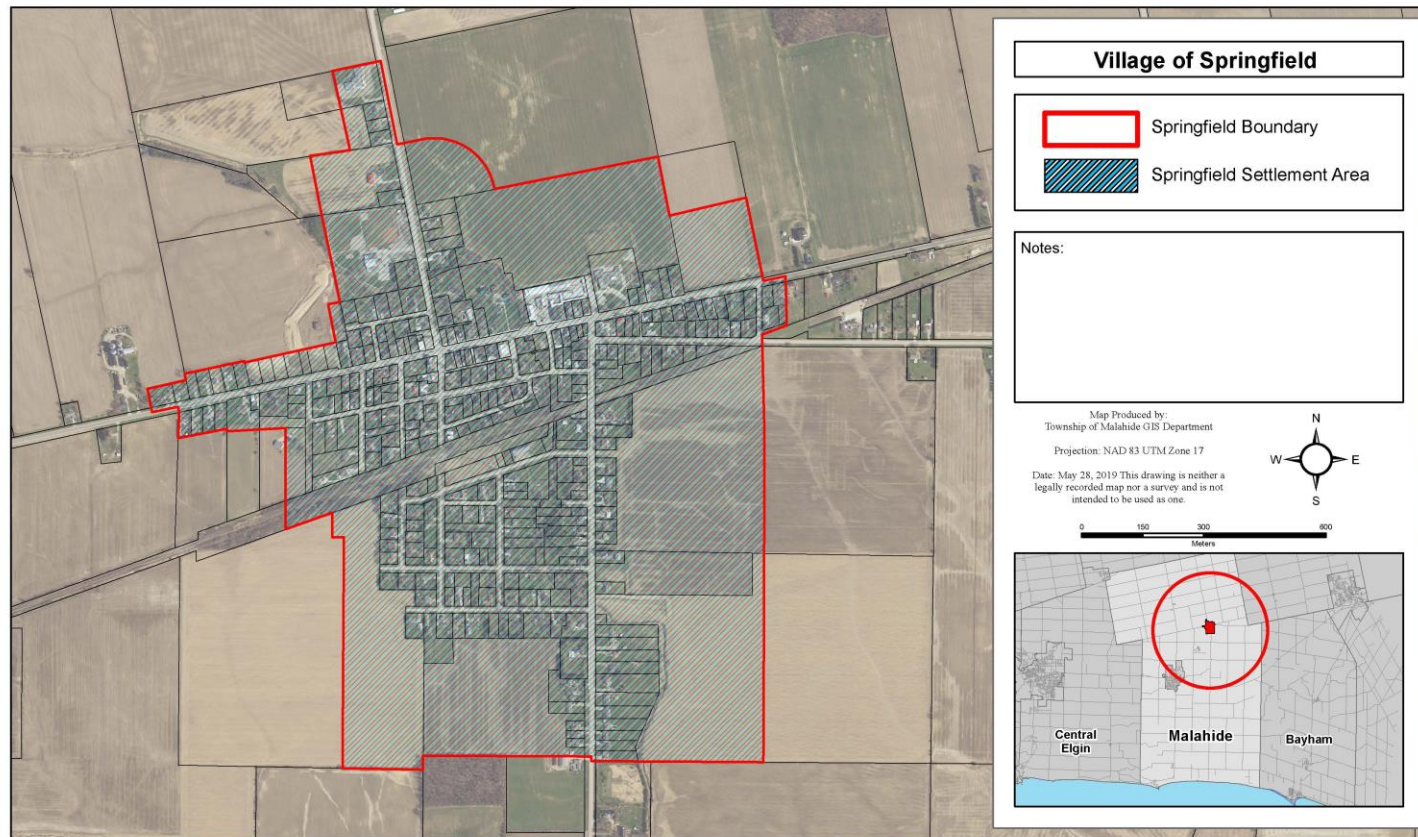 Village of Springfield
Springfield Boundary
Springfield Settlement Area
Notes:
Map Produced by:
Township of Malahide GIS Department
Projection: NAD 83 UTM Zone 17
Date: May 28, 2019 This drawing is neither a
legally recorded map nor a survey and is not
intended to be used as one.
N
W E
S
0 150 300 600
Meters
Central
Elgin
Malahide
Bayham